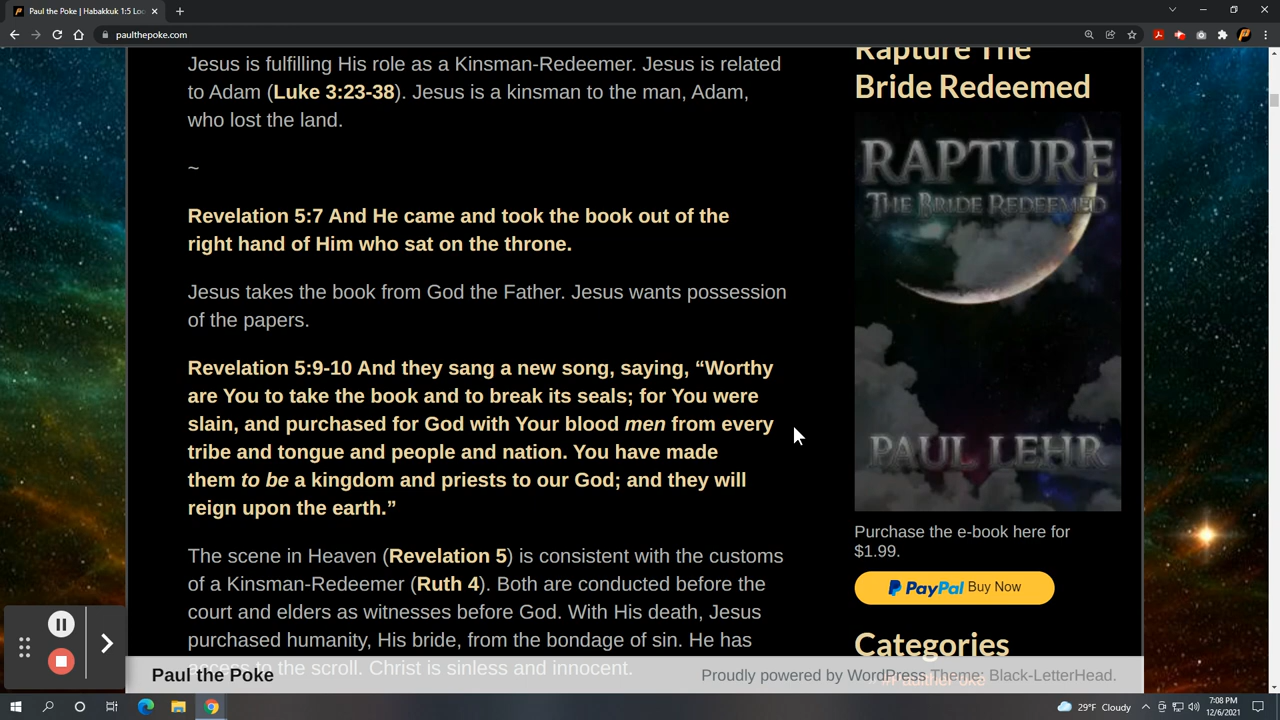 Paul the Poke | Habakkuk 1:5 Loo
paulthepoke.com
Jesus is fulfilling His role as a Kinsman-Redeemer. Jesus is related
to Adam (Luke 3:23-38). Jesus is a kinsman to the man, Adam,
who lost the land.
~
Revelation 5:7 And He came and took the book out of the
right hand of Him who sat on the throne.
Jesus takes the book from God the Father. Jesus wants possession
of the papers.
Revelation 5:9-10 And they sang a new song, saying, “Worthy
are You to take the book and to break its seals; for You were
slain, and purchased for God with Your blood men from every
tribe and tongue and people and nation. You have made
them to be a kingdom and priests to our God; and they will
reign upon the earth.”
The scene in Heaven (Revelation 5) is consistent with the customs
of a Kinsman-Redeemer (Ruth 4). Both are conducted before the
court and elders as witnesses before God. With His death, Jesus
purchased humanity, His bride, from the bondage of sin. He has
access to the scroll. Christ is sinless and innocent.
Rapture The
Bride Redeemed
RAPTURE
THE BRIDE REDEEMED
PAUL LEHR
Purchase the e-book here for
$1.99.
PayPal Buy Now
Categories
Paul the Poke
Proudly powered by WordPress Theme: Black-LetterHead.
29°F Cloudy
7:08 PM
12/6/2021